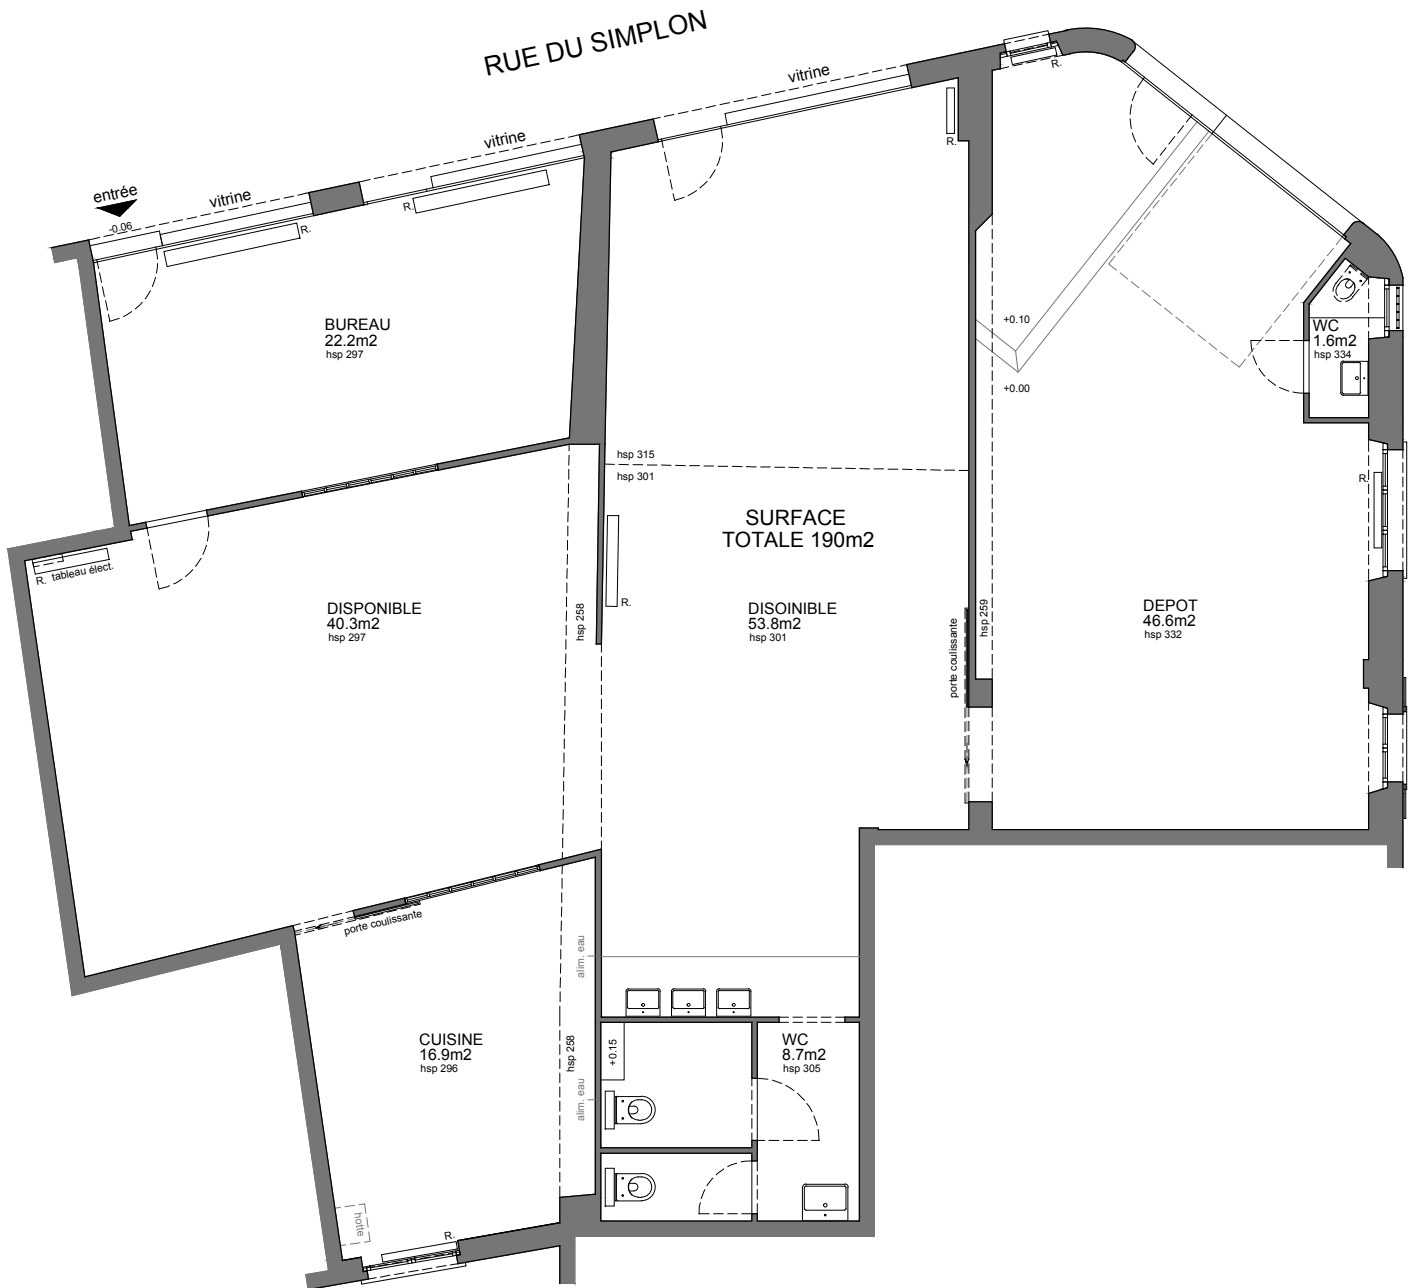 RUE DU SIMPLON
vitrine
R.
R.
vitrine
entrée
vitrine
-0.06
R.
R.
BUREAU
22.2m2
hsp 297
+0.10
+0.00
WC
1.6m2
hsp 334
hsp 315
hsp 301
R.
SURFACE
TOTALE 190m2
R. tableau élect.
DISPONIBLE
40.3m2
hsp 297
hsp 258
R.
DISOINIBLE
53.8m2
hsp 301
porte coulissante
hsp 259
DEPOT
46.6m2
hsp 332
porte coulissante
alim. eau
CUISINE
16.9m2
hsp 296
hsp 258
alim. eau
+0.15
WC
8.7m2
hsp 305
hotte
R.